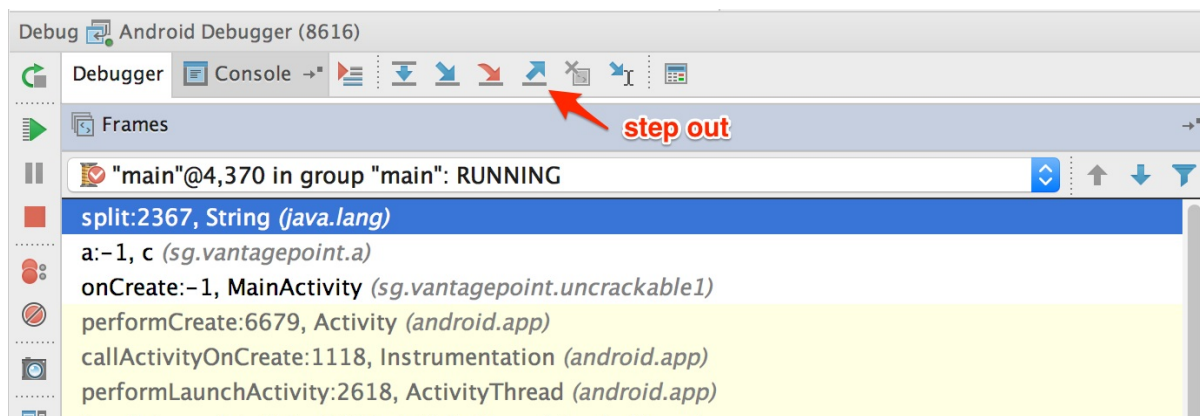 Debug Android Debugger (8616)
Debugger Console
Frames
step out
"main"@4,370 in group "main": RUNNING
split:2367, String (java.lang)
a:–1, c (sg.vantagepoint.a)
onCreate:–1, MainActivity (sg.vantagepoint.uncrackable1)
performCreate:6679, Activity (android.app)
callActivityOnCreate:1118, Instrumentation (android.app)
performLaunchActivity:2618, ActivityThread (android.app)